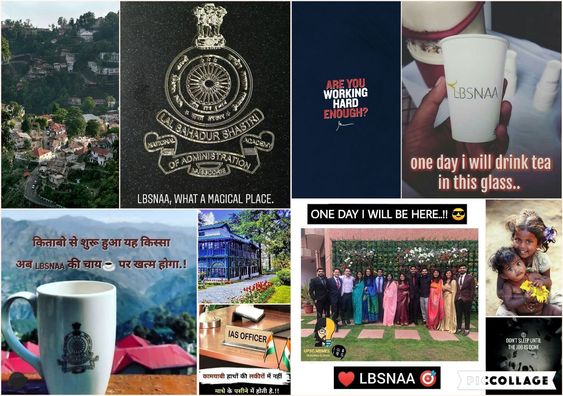 LAL BAHADUR SHASTRI
NATIONAL ACADEMY
OF ADMINISTRATION
LBSNAA, WHAT A MAGICAL PLACE.
ARE YOU
WORKING
HARD
ENOUGH?
LBSNAA
one day i will drink tea
in this glass..
किताबो से शुरू हुआ यह किस्सा
अब LBSNAA की चाय☕ पर खत्म होगा.!
IAS OFFICER
कामयाबी हाथों की लकीरों में नहीं
माथे के पसीने में होती है.!!
ONE DAY I WILL BE HERE..!! 😎
UPSC MEMES
❤️ LBSNAA 🎯
DON'T SLEEP UNTIL
THE JOB IS DONE
PICCOLLAGE